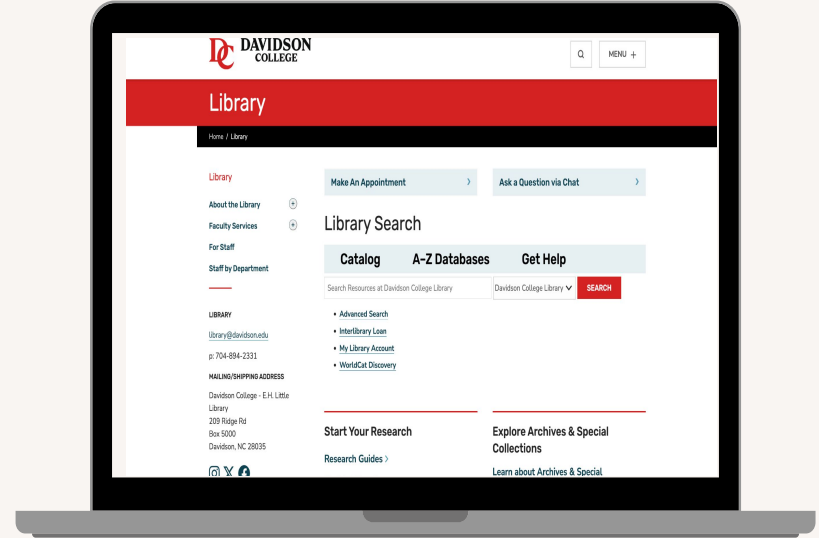 DAVIDSON
COLLEGE
MENU +
Library
Home / Library
Library
About the Library
Faculty Services
For Staff
Staff by Department
LIBRARY
library@davidson.edu
p: 704-894-2331
MAILING/SHIPPING ADDRESS
Davidson College - E.H. Little
Library
209 Ridge Rd
Box 5000
Davidson, NC 28035
Make An Appointment
Ask a Question via Chat
Library Search
Catalog A-Z Databases Get Help
Search Resources at Davidson College Library Davidson College Library SEARCH
• Advanced Search
• Interlibrary Loan
• My Library Account
• WorldCat Discovery
Start Your Research
Research Guides >
Explore Archives & Special
Collections
Learn about Archives & Special